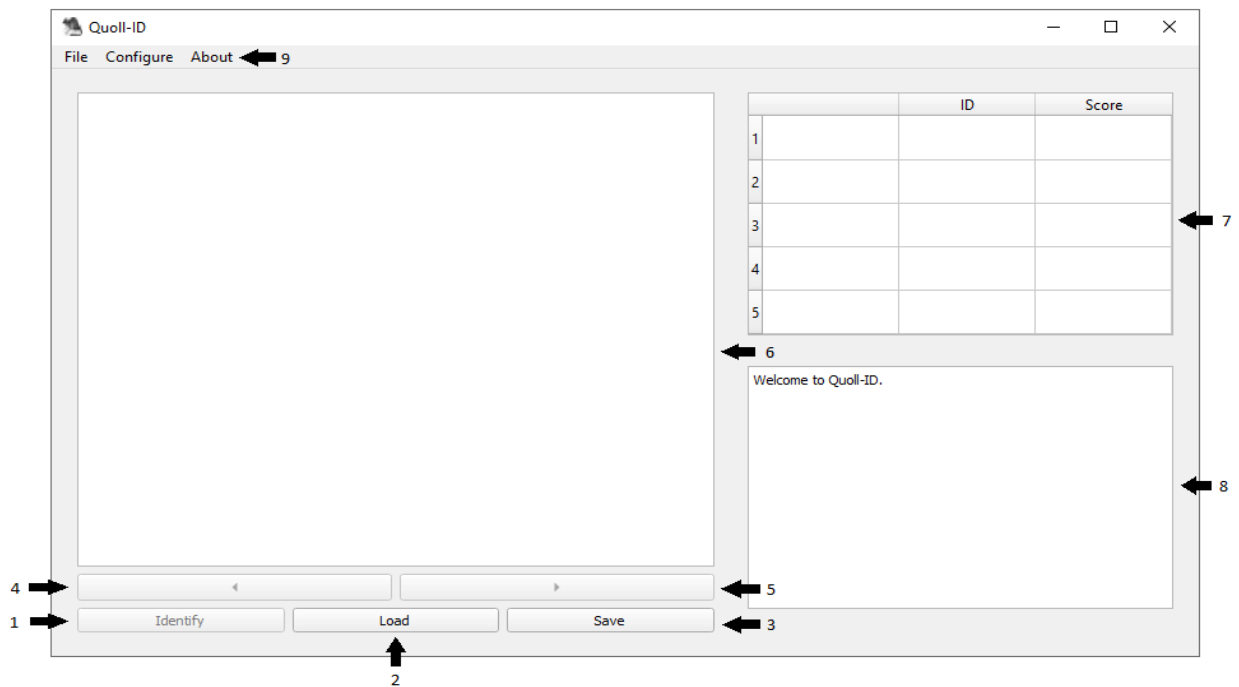 Quoll-ID
File Configure About 9
ID Score
1
2
3
7
4
5
6
Welcome to Quoll-ID.
8
4
5
1 Identify Load Save 3
2